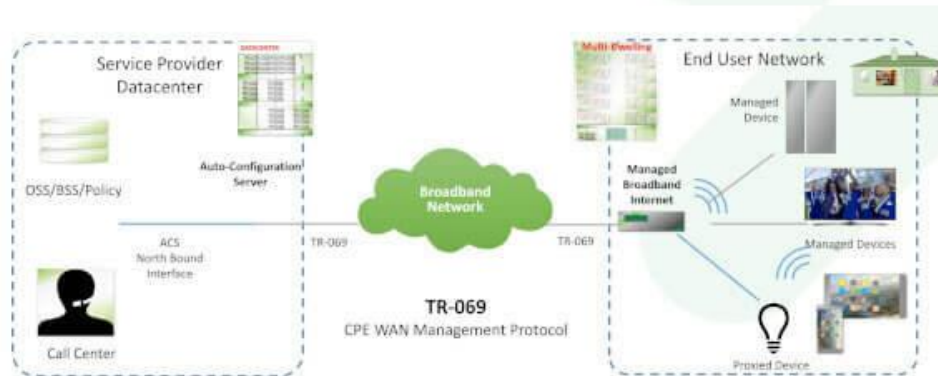 DATACENTER
Service Provider
Datacenter
OSS/BSS/Policy
Auto-Configuration
Server
ACS
North Bound
Interface
Call Center
TR-069
Broadband
Network
TR-069
TR-069
CPE WAN Management Protocol
Multi-Dwelling
End User Network
Managed
Device
Managed
Broadband
Internet
Managed Devices
Proxied Device